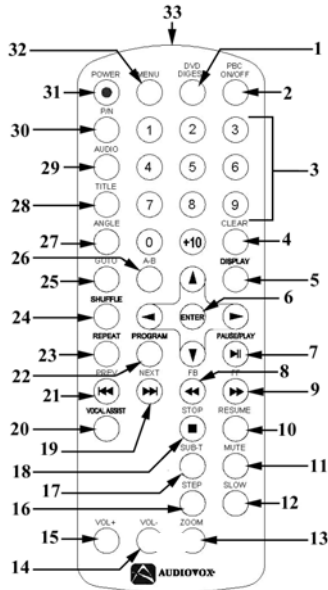 33
32
1
POWER MENU DVD DIGEST PBC ON/OFF
31
2
P/N
30
1 2 3
AUDIO
29
4 5 6
3
TITLE
28
7 8 9
ANGLE CLEAR
27
0 +10
4
26
GOTO A-B DISPLAY
25
5
SHUFFLE
24
ENTER
6
REPEAT PROGRAM PAUSE/PLAY
23
7
22
PREV NEXT FB FF
8
21
9
VOCAL ASSIST STOP RESUME
20
19
10
18
SUB-T MUTE
17
11
STEP SLOW
16
12
VOL+ VOL- ZOOM
15
14
13
AUDIOVOX